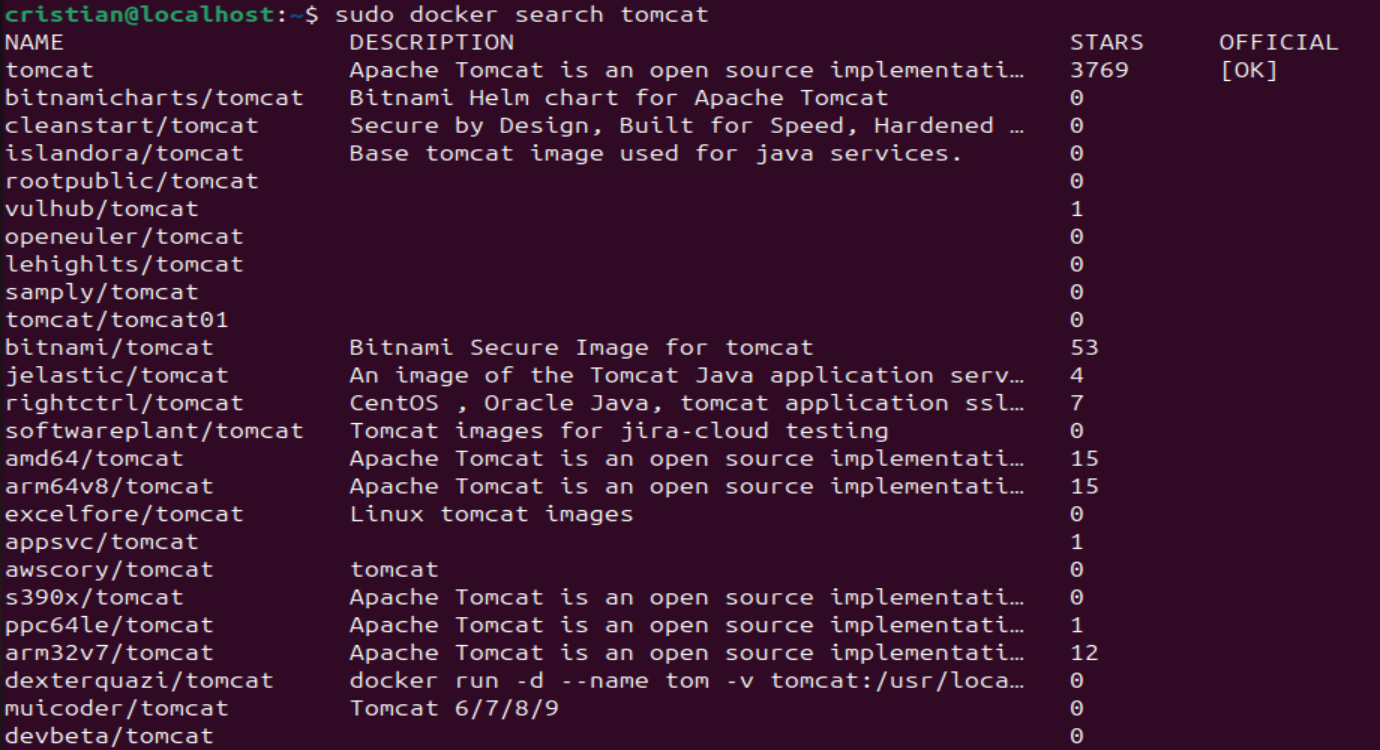 cristian@localhost:~$ sudo docker search tomcat
NAME DESCRIPTION STARS OFFICIAL
tomcat Apache Tomcat is an open source implementati… 3769 [OK]
bitnamicharts/tomcat Bitnami Helm chart for Apache Tomcat 0
cleanstart/tomcat Secure by Design, Built for Speed, Hardened … 0
islandora/tomcat Base tomcat image used for java services. 0
rootpublic/tomcat 0
vulhub/tomcat 1
openeuler/tomcat 0
lehighlts/tomcat 0
samply/tomcat 0
tomcat/tomcat01 0
bitnami/tomcat Bitnami Secure Image for tomcat 53
jelastic/tomcat An image of the Tomcat Java application serv… 4
rightctrl/tomcat CentOS , Oracle Java, tomcat application ssl… 7
softwareplant/tomcat Tomcat images for jira-cloud testing 0
amd64/tomcat Apache Tomcat is an open source implementati… 15
arm64v8/tomcat Apache Tomcat is an open source implementati… 15
excelfore/tomcat Linux tomcat images 0
appsvc/tomcat 1
awscory/tomcat tomcat 0
s390x/tomcat Apache Tomcat is an open source implementati… 0
ppc64le/tomcat Apache Tomcat is an open source implementati… 1
arm32v7/tomcat Apache Tomcat is an open source implementati… 12
dexterquazi/tomcat docker run -d --name tom -v tomcat:/usr/loca… 0
muicoder/tomcat Tomcat 6/7/8/9 0
devbeta/tomcat 0